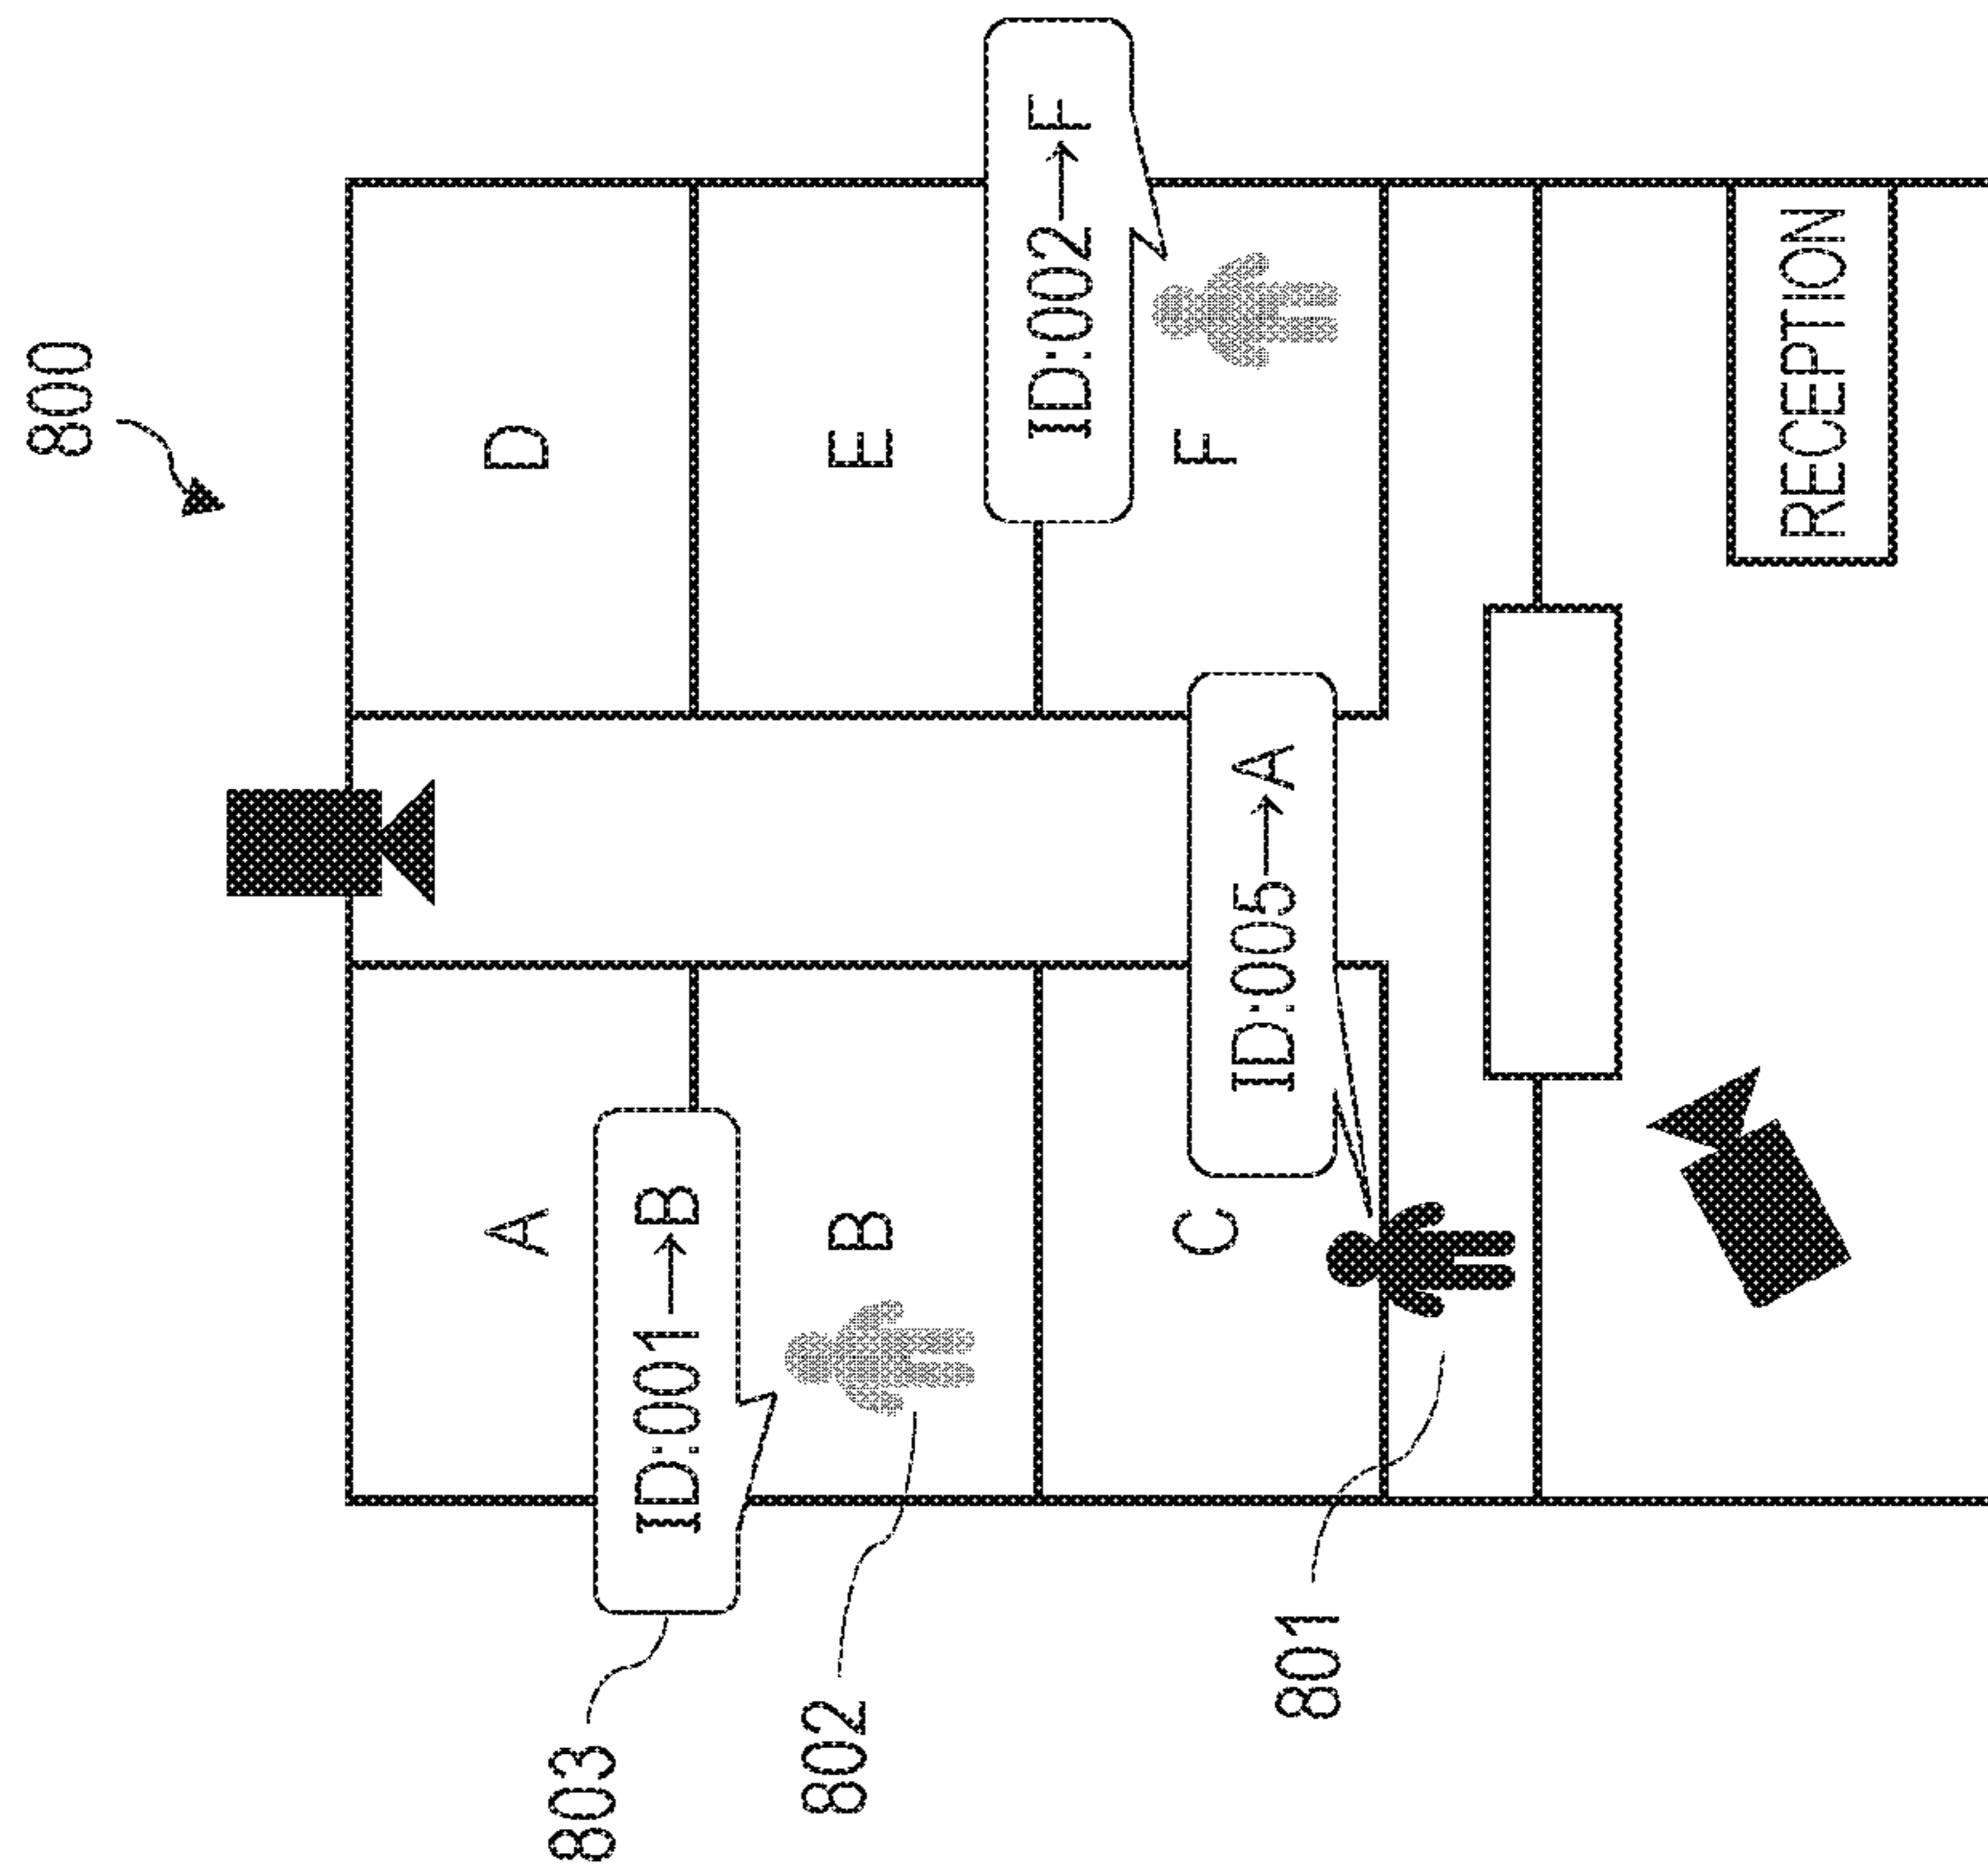 800
D
E
ID:002→F
F
RECEPTION
A
ID:001→B
B
C
ID:005→A
803
802
801